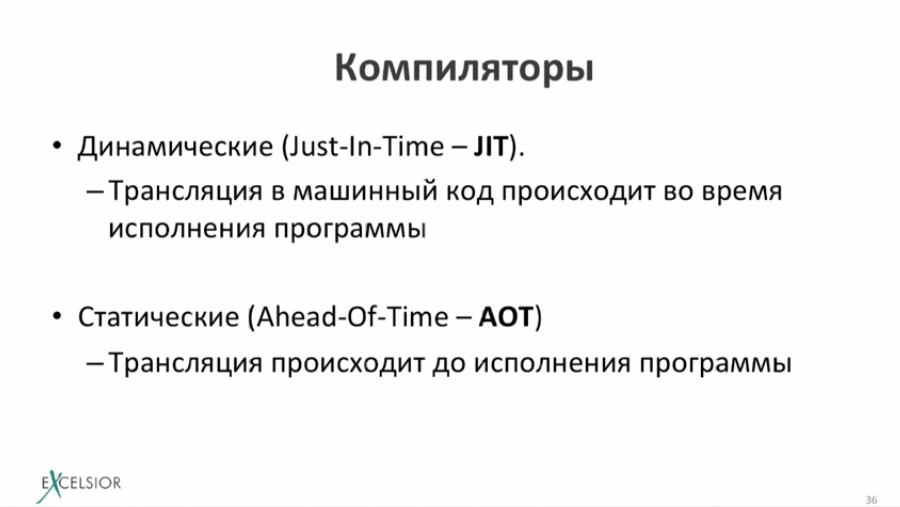 Компиляторы
• Динамические (Just-In-Time – JIT).
– Трансляция в машинный код происходит во время
исполнения программы
• Статические (Ahead-Of-Time – AOT)
– Трансляция происходит до исполнения программы
EXCELSIOR
36